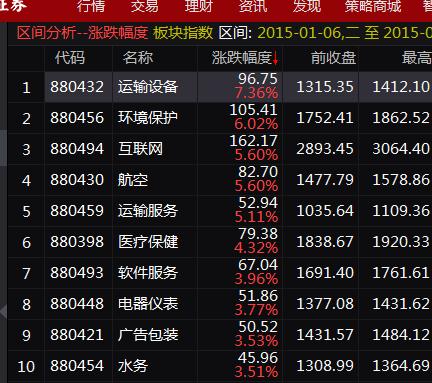 证券 行情 交易 理财 资讯 发现 策略商城 智
区间分析--涨跌幅度 板块指数 区间: 2015-01-06,二 至 2015-0
代码 名称 涨跌幅度↓ 前收盘 最高
1 880432 运输设备 96.75 7.36% 1315.35 1412.10
2 880456 环境保护 105.41 6.02% 1752.41 1862.52
3 880494 互联网 162.17 5.60% 2893.45 3064.40
4 880430 航空 82.70 5.60% 1477.79 1578.86
5 880459 运输服务 52.94 5.11% 1035.64 1109.36
6 880398 医疗保健 79.38 4.32% 1838.67 1920.33
7 880493 软件服务 67.04 3.96% 1691.40 1761.61
8 880448 电器仪表 51.86 3.77% 1377.08 1431.62
9 880421 广告包装 50.52 3.53% 1431.57 1484.12
10 880454 水务 45.96 3.51% 1308.99 1364.69